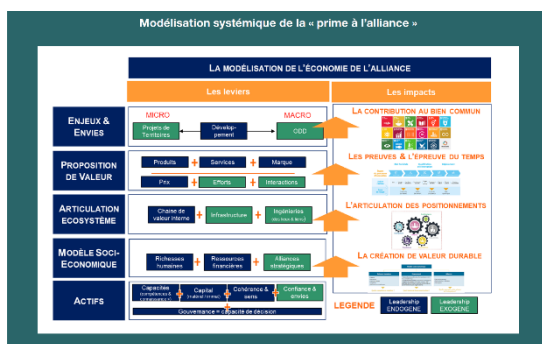 Modélisation systémique de la « prime à l'alliance »
LA MODÉLISATION DE L'ÉCONOMIE DE L'ALLIANCE
Les leviers
Les impacts
ENJEUX &
ENVIES
MICRO
MACRO
Projets de
Territoires
Dévelop-
pement
ODD
LA CONTRIBUTION AU BIEN COMMUN
PROPOSITION
DE VALEUR
Produits + Services + Marque
Prix + Efforts + Interactions
LES PREUVES & L'ÉPREUVE DU TEMPS
ARTICULATION
ECOSYSTÈME
Chaine de
valeur interne
+ Infrastructure +
Ingénieries
L'ARTICULATION DES POSITIONNEMENTS
MODÈLE SOCI-
ECONOMIQUE
Richesses
humaines
+
Ressources
financières
+
Alliances
stratégiques
LA CRÉATION DE VALEUR DURABLE
ACTIFS
Capacités
Capital
Cohérence &
sens
Confiance &
envies
Gouvernance = capacité de décision
LEGENDE
Leadership
ENDOGENE
Leadership
EXOGENE